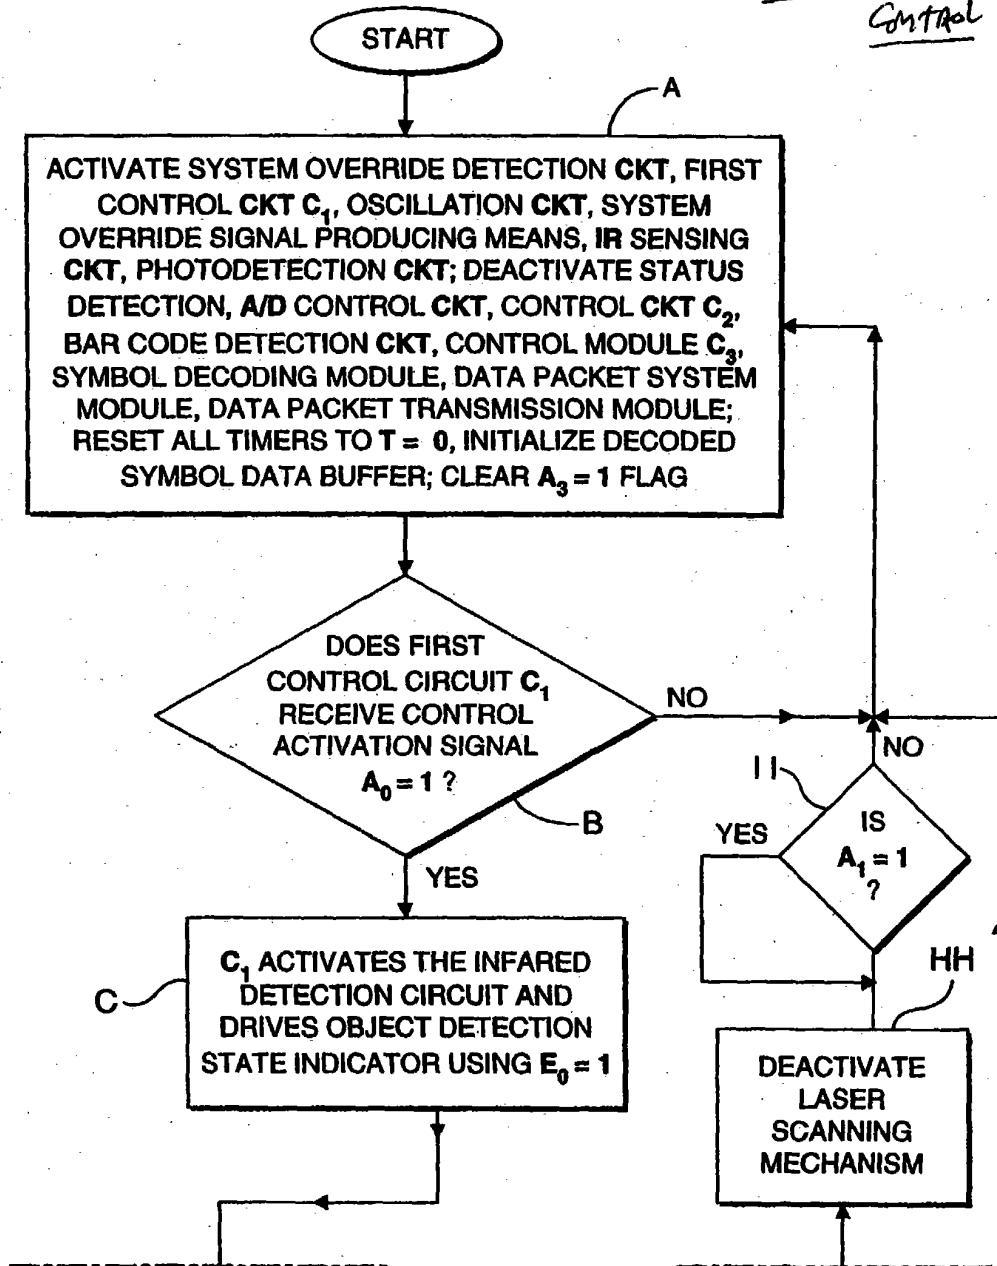 CONTROL
START
A
ACTIVATE SYSTEM OVERRIDE DETECTION CKT, FIRST
CONTROL CKT C₁, OSCILLATION CKT, SYSTEM
OVERRIDE SIGNAL PRODUCING MEANS, IR SENSING
CKT, PHOTODETECTION CKT; DEACTIVATE STATUS
DETECTION, A/D CONTROL CKT, CONTROL CKT C₂,
BAR CODE DETECTION CKT, CONTROL MODULE C₃,
SYMBOL DECODING MODULE, DATA PACKET SYSTEM
MODULE, DATA PACKET TRANSMISSION MODULE;
RESET ALL TIMERS TO T = 0, INITIALIZE DECODED
SYMBOL DATA BUFFER; CLEAR A₃ = 1 FLAG
DOES FIRST
CONTROL CIRCUIT C₁
RECEIVE CONTROL
ACTIVATION SIGNAL
A₀ = 1 ?
NO
B
YES
NO
II
IS
A₁ = 1
?
YES
C₁ ACTIVATES THE INFARED
DETECTION CIRCUIT AND
DRIVES OBJECT DETECTION
STATE INDICATOR USING E₀ = 1
C
HH
DEACTIVATE
LASER
SCANNING
MECHANISM